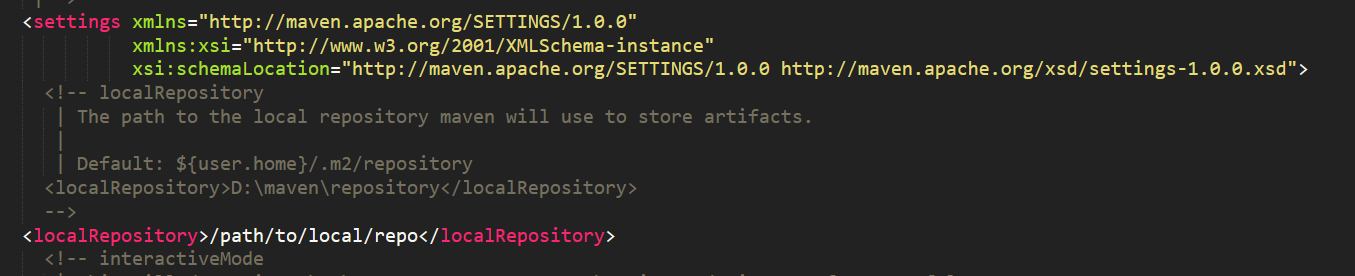 <settings xmlns="http://maven.apache.org/SETTINGS/1.0.0"
xmlns:xsi="http://www.w3.org/2001/XMLSchema-instance"
xsi:schemaLocation="http://maven.apache.org/SETTINGS/1.0.0 http://maven.apache.org/xsd/settings-1.0.0.xsd">
<!-- localRepository
| The path to the local repository maven will use to store artifacts.
|
| Default: ${user.home}/.m2/repository
<localRepository>D:\maven\repository</localRepository>
-->
<localRepository>/path/to/local/repo</localRepository>
<!-- interactiveMode